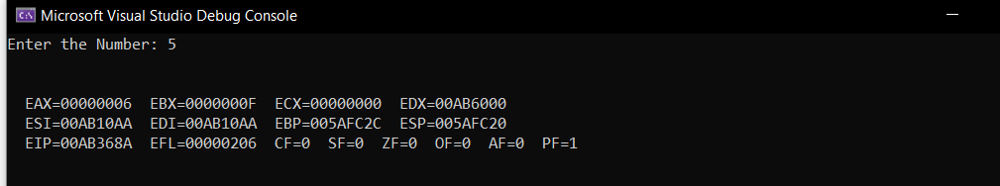 Microsoft Visual Studio Debug Console
Enter the Number: 5
EAX=00000006  EBX=0000000F  ECX=00000000  EDX=00AB6000
ESI=00AB10AA  EDI=00AB10AA  EBP=005AFC2C  ESP=005AFC20
EIP=00AB368A  EFL=00000206  CF=0  SF=0  ZF=0  OF=0  AF=0  PF=1